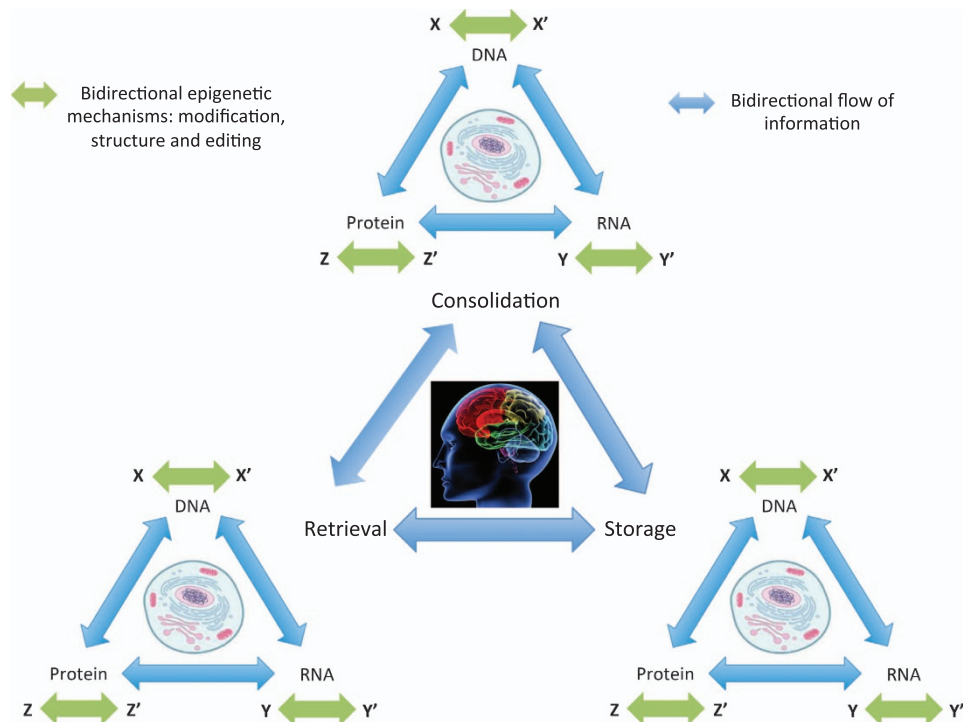 X X’
DNA
Bidirectional epigenetic
mechanisms: modification,
structure and editing
Bidirectional flow of
information
Protein RNA
Z Z’ Y Y’
Consolidation
Retrieval Storage
X X’
DNA
Protein RNA
Z Z’ Y Y’
X X’
DNA
Protein RNA
Z Z’ Y Y’